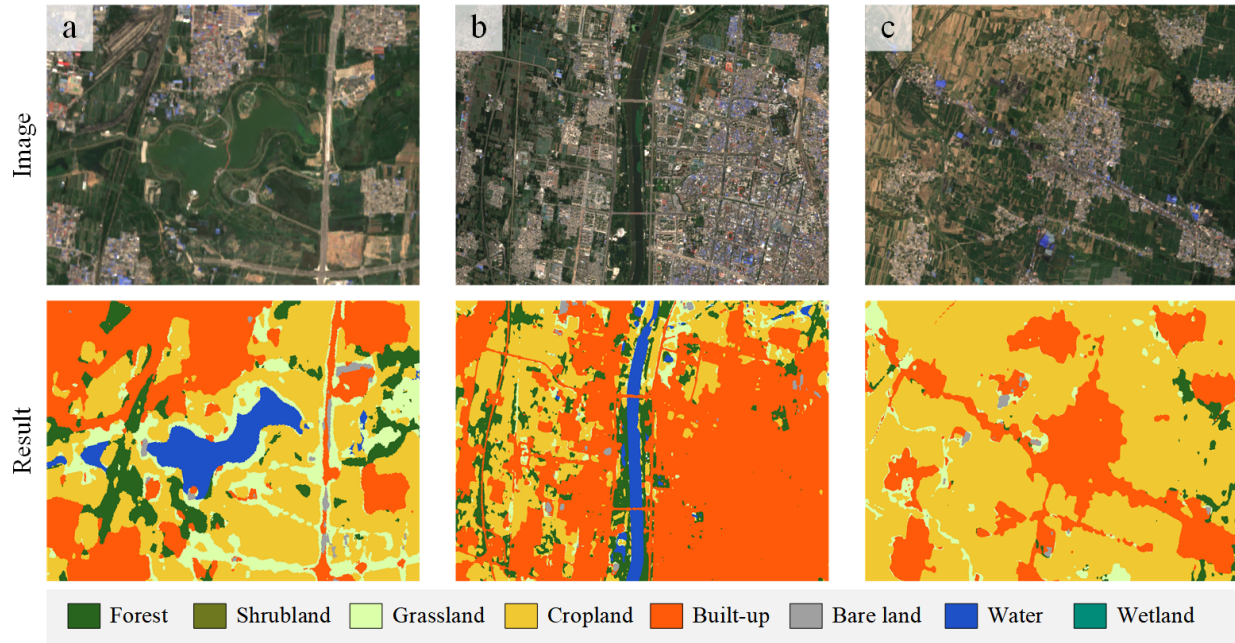 a b c
Image
Result
Forest Shrubland Grassland Cropland Built-up Bare land Water Wetland